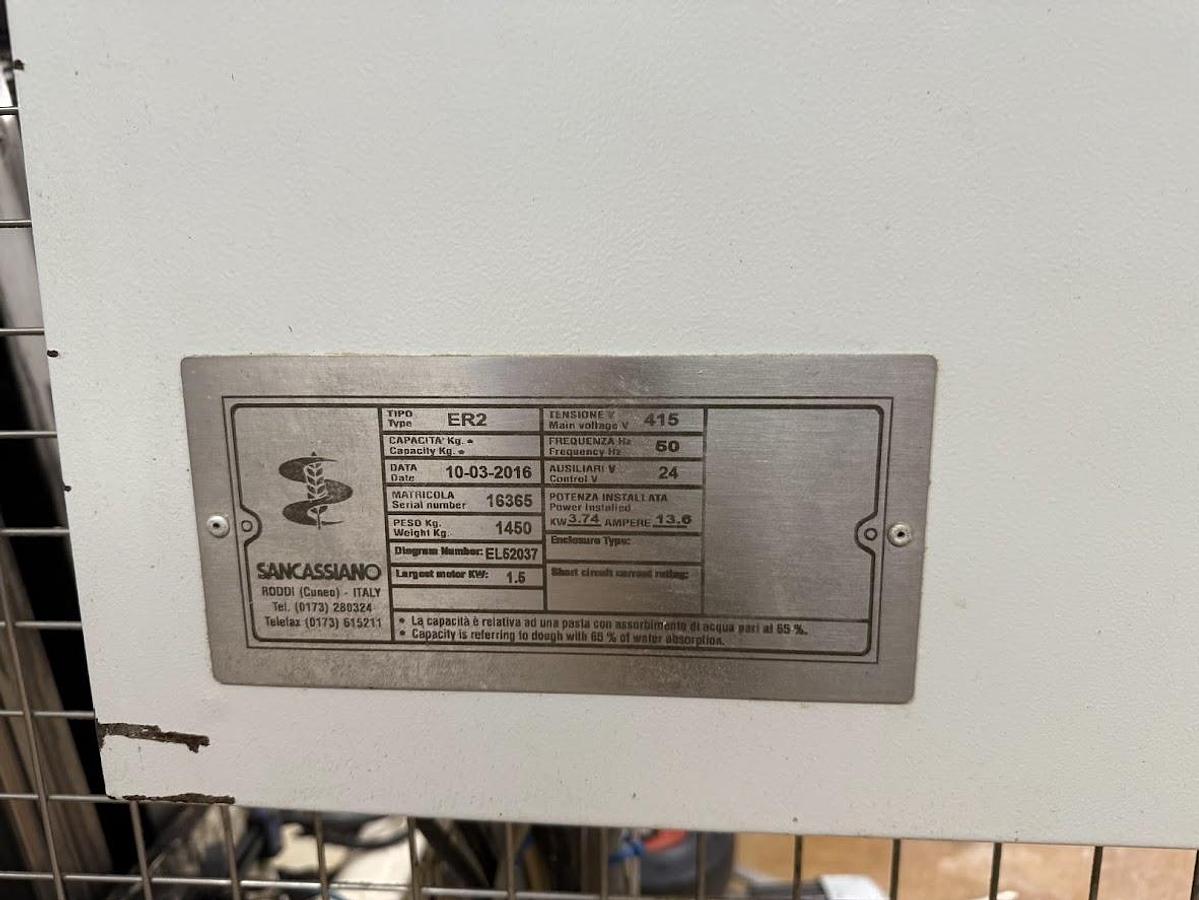 SANCASSIANO
RODDI (Cuneo) - ITALY
Tel. (0173) 280324
Telefax (0173) 615211
TIPO
Type
ER2
CAPACITA' Kg. •
Capacity Kg. •
DATA
Date
10-03-2016
MATRICOLA
Serial number
16365
PESO Kg.
Weight Kg.
1450
Diagram Number: EL52037
Largest motor KW: 1.5
TENSIONE V
Main voltage V
415
FREQUENZA Hz
Frequency Hz
50
AUSILIARI V
Control V
24
POTENZA INSTALLATA
Power installed
KW 3.74 AMPERE 13.6
Enclosure Type:
Short circuit current rating:
• La capacità è relativa ad una pasta con assorbimento di acqua pari al 65 %.
• Capacity is referring to dough with 65 % of water absorption.